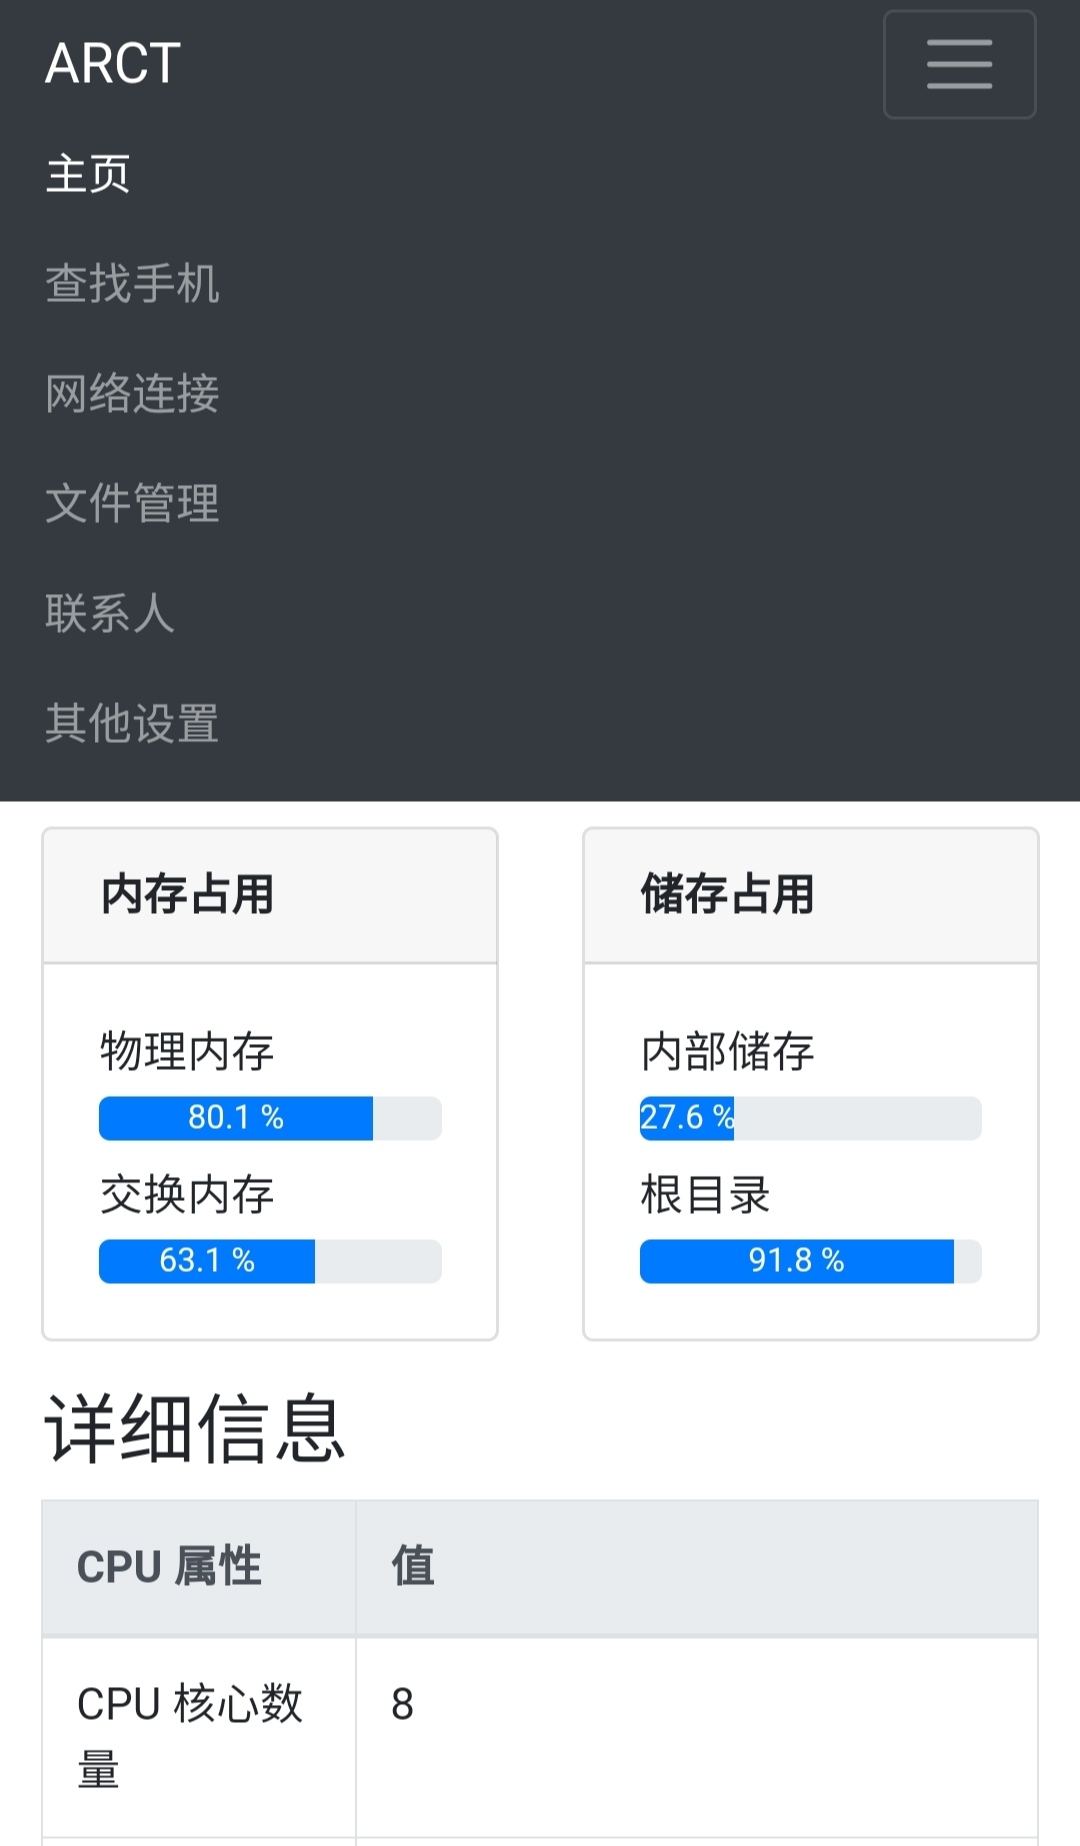 ARCT
主页
查找手机
网络连接
文件管理
联系人
其他设置
内存占用
物理内存
80.1 %
交换内存
63.1 %
储存占用
内部储存
27.6 %
根目录
91.8 %
详细信息
CPU 属性
值
CPU 核心数
量
8